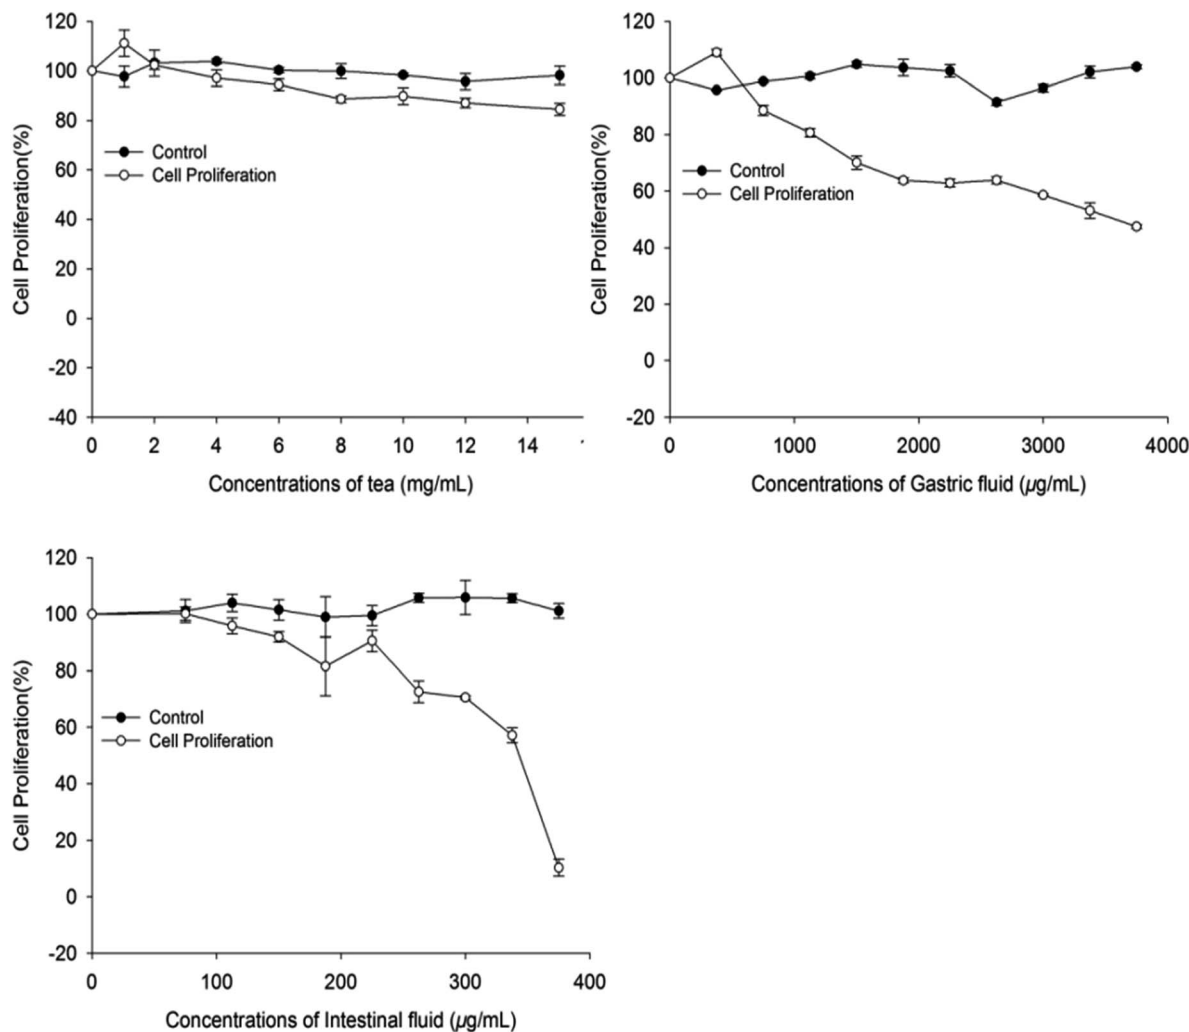 120
100
80
60
40
20
0
-20
-40
Cell Proliferation(%)
Control
Cell Proliferation
0 2 4 6 8 10 12 14
Concentrations of tea (mg/mL)
120
100
80
60
40
20
0
-20
Cell Proliferation(%)
Control
Cell Proliferation
0 1000 2000 3000 4000
Concentrations of Gastric fluid (µg/mL)
120
100
80
60
40
20
0
-20
Cell Proliferation(%)
Control
Cell Proliferation
0 100 200 300 400
Concentrations of Intestinal fluid (µg/mL)